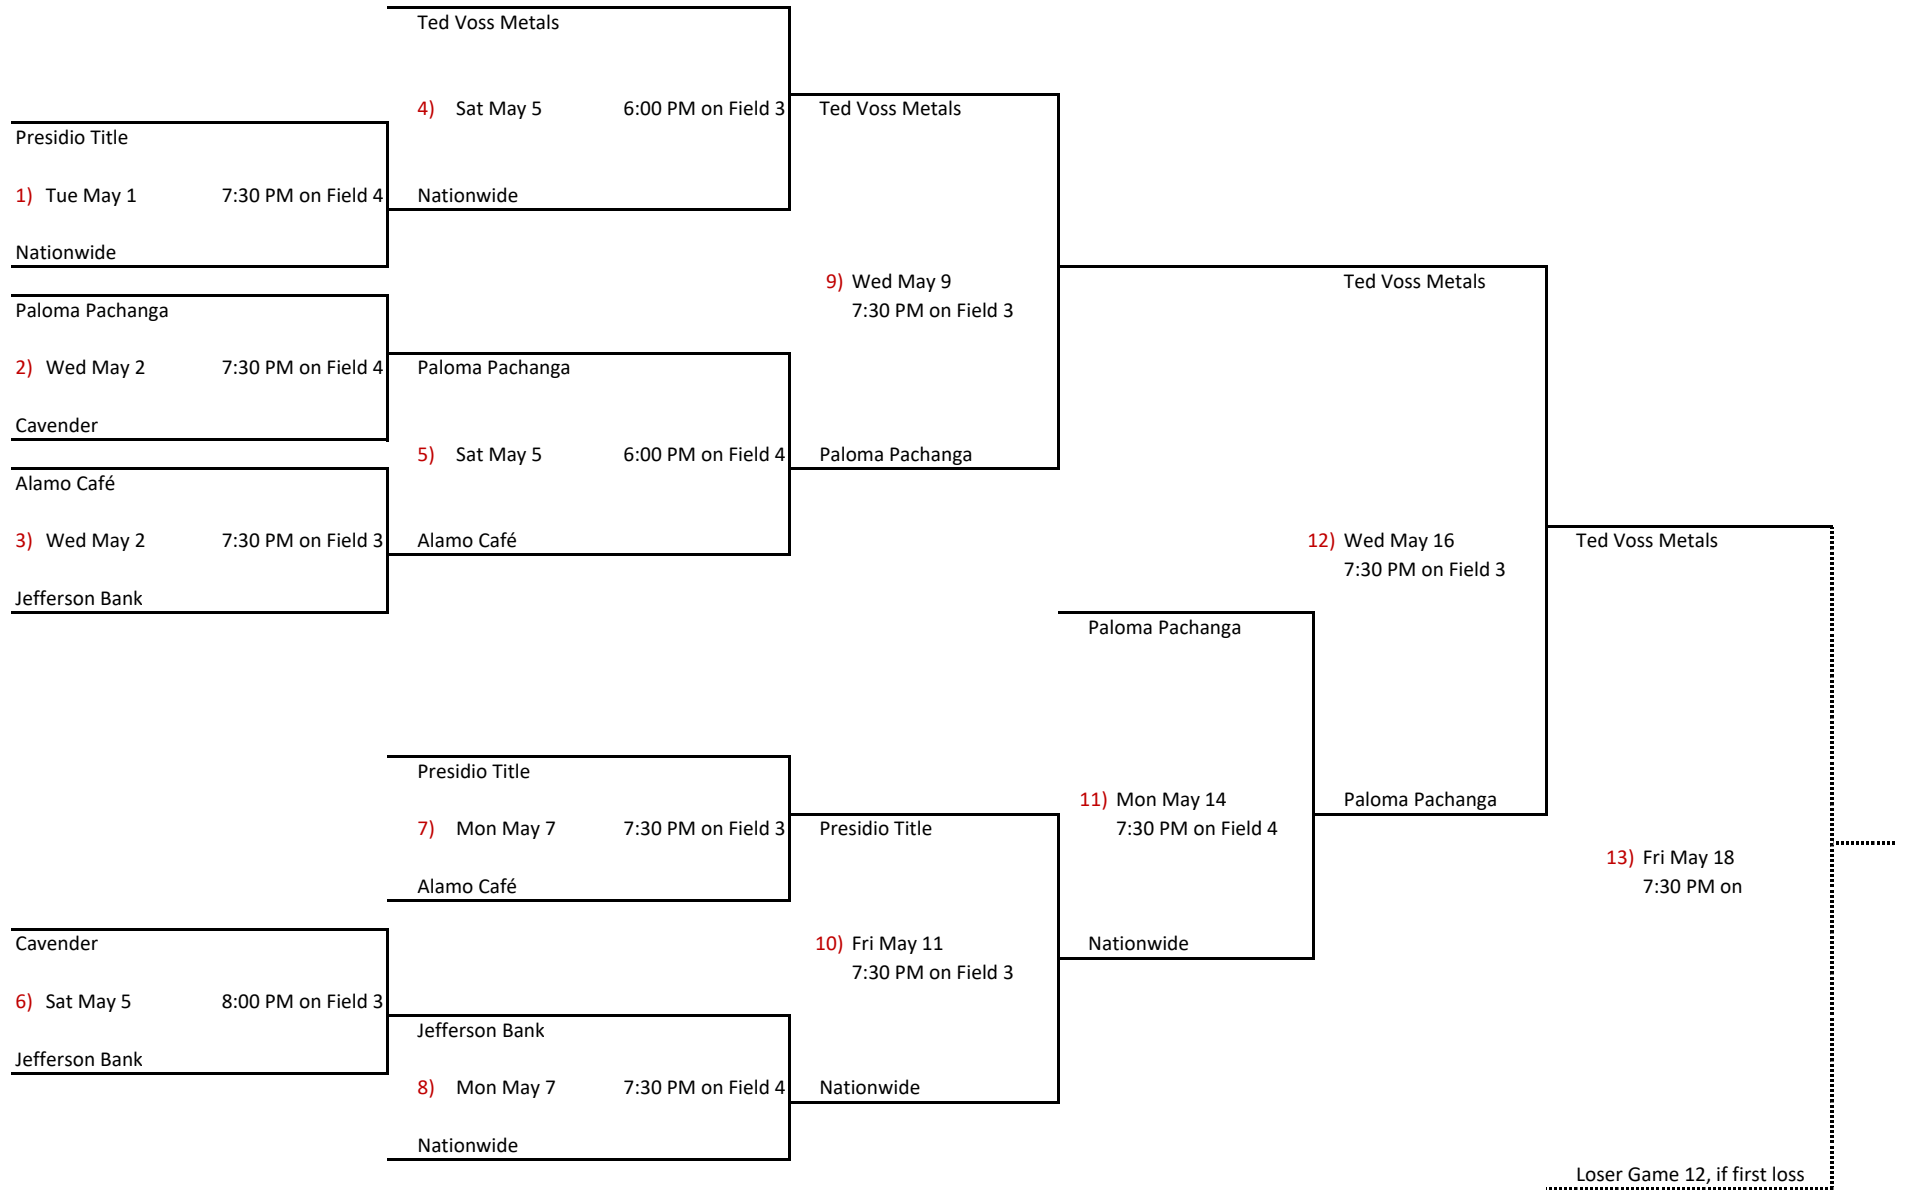 Ted Voss Metals
4) Sat May 5 6:00 PM on Field 3
Ted Voss Metals
Presidio Title
1) Tue May 1 7:30 PM on Field 4
Nationwide
Nationwide
9) Wed May 9
7:30 PM on Field 3
Ted Voss Metals
Paloma Pachanga
2) Wed May 2 7:30 PM on Field 4
Paloma Pachanga
Cavender
5) Sat May 5 6:00 PM on Field 4
Paloma Pachanga
Alamo Café
3) Wed May 2 7:30 PM on Field 3
Alamo Café
12) Wed May 16
7:30 PM on Field 3
Ted Voss Metals
Jefferson Bank
Paloma Pachanga
Presidio Title
11) Mon May 14
7:30 PM on Field 4
Paloma Pachanga
7) Mon May 7 7:30 PM on Field 3
Presidio Title
13) Fri May 18
7:30 PM on
Alamo Café
Cavender
10) Fri May 11
7:30 PM on Field 3
Nationwide
6) Sat May 5 8:00 PM on Field 3
Jefferson Bank
Jefferson Bank
8) Mon May 7 7:30 PM on Field 4
Nationwide
Nationwide
Loser Game 12, if first loss